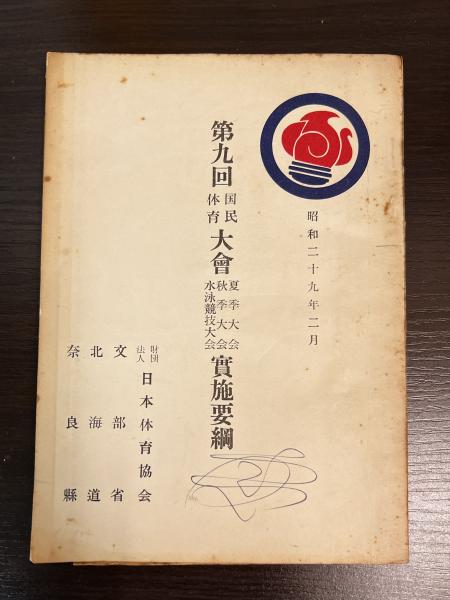 昭和二十九年二月
第九回国民体育大會夏季大会秋季大会水泳競技大会實施要綱
財団法人日本体育協会
文部省
北海道
奈良縣